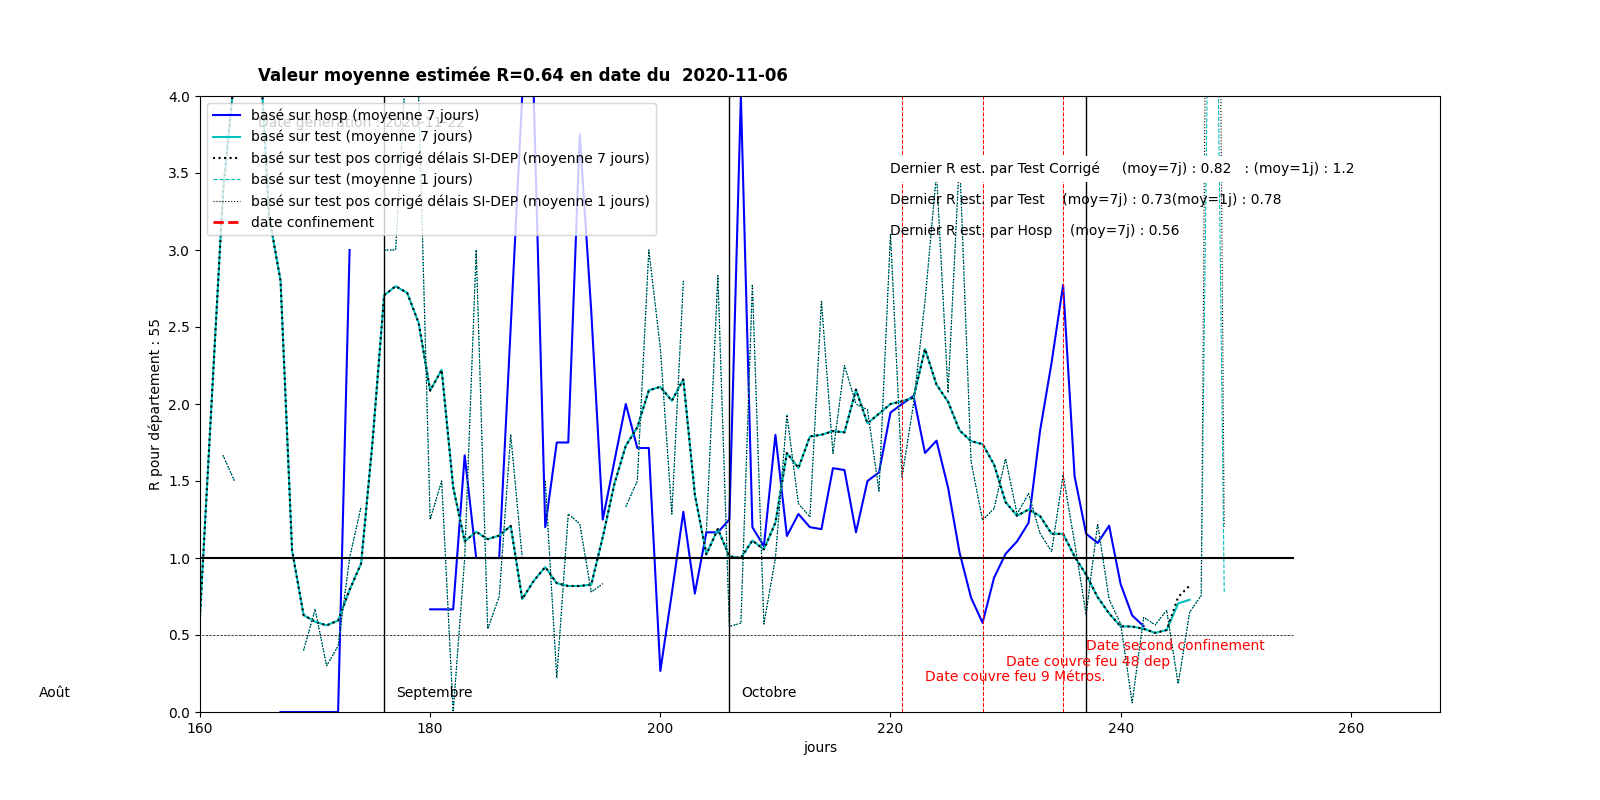 Valeur moyenne estimée R=0.64 en date du  2020-11-06
Date génération : 2020-11-22
basé sur hosp (moyenne 7 jours)
basé sur test (moyenne 7 jours)
basé sur test pos corrigé délais SI-DEP (moyenne 7 jours)
basé sur test (moyenne 1 jours)
basé sur test pos corrigé délais SI-DEP (moyenne 1 jours)
date confinement
Dernier R est. par Test Corrigé (moy=7j) : 0.82 : (moy=1j) : 1.2
Dernier R est. par Test (moy=7j) : 0.73(moy=1j) : 0.78
Dernier R est. par Hosp (moy=7j) : 0.56
4.0
3.5
3.0
2.5
2.0
1.5
1.0
0.5
0.0
R pour département : 55
Date second confinement
Date couvre feu 48 dep
Date couvre feu 9 Métros.
Août
Septembre
Octobre
160 180 200 220 240 260
jours